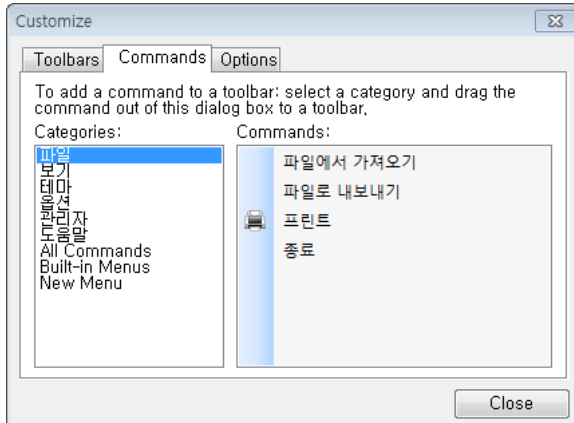 Customize
Toolbars
Commands
Options
To add a command to a toolbar: select a category and drag the
command out of this dialog box to a toolbar,
Categories:
파일
보기
테마
옵션
관리자
도움말
All Commands
Built-in Menus
New Menu
Commands:
파일에서 가져오기
파일로 내보내기
프린트
종료
Close